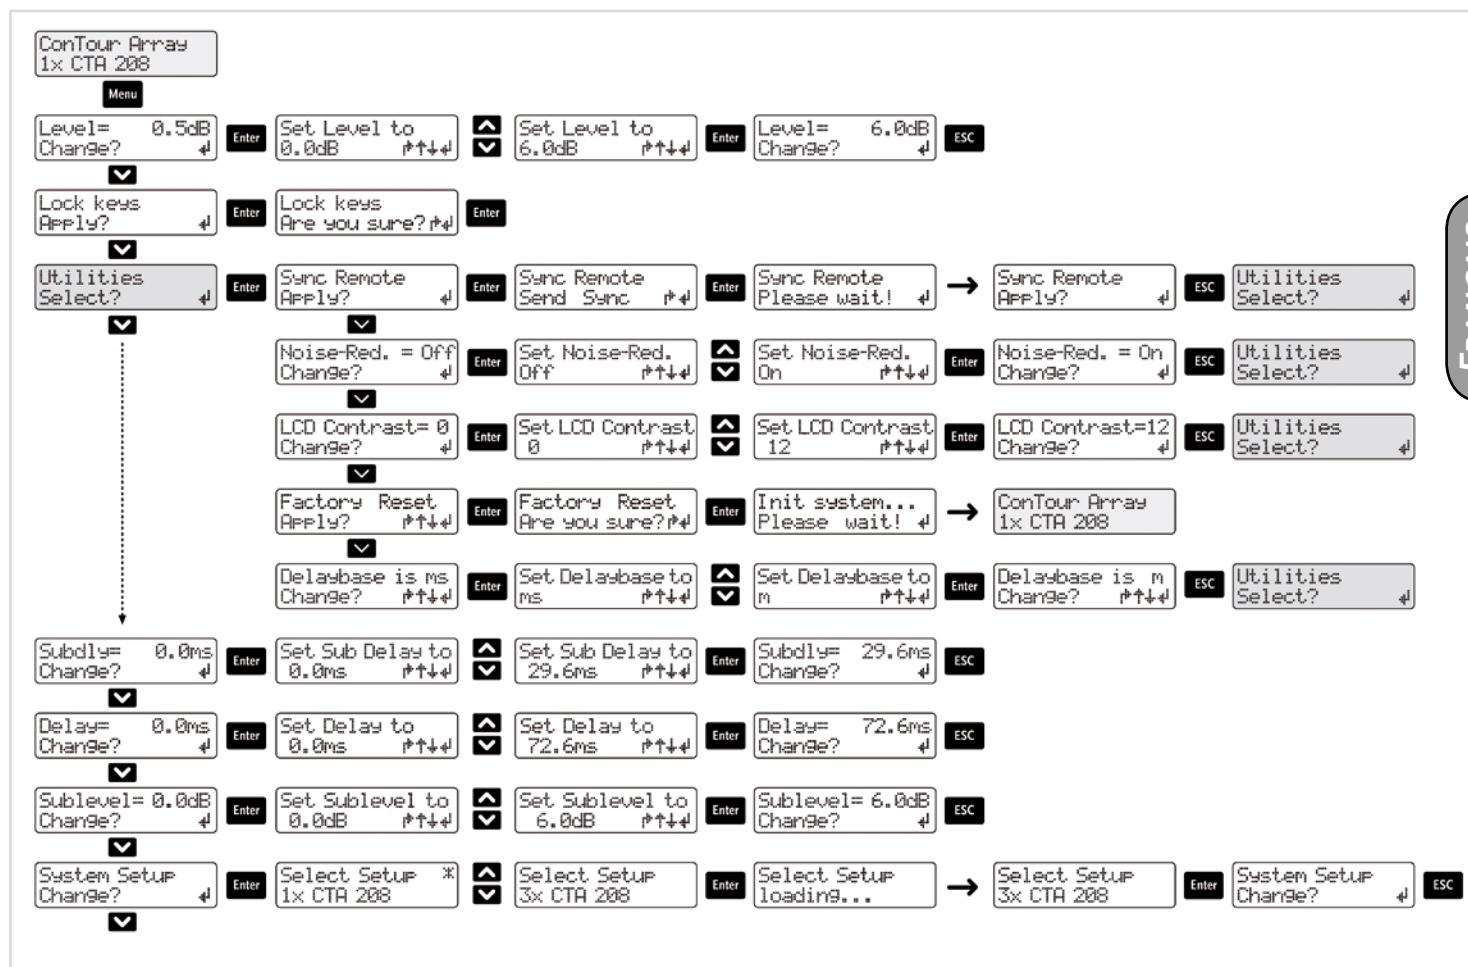 ConTour Array
1x CTA 208
Menu
Level= 0.5dB
Change?
Enter
Set Level to
0.0dB
Set Level to
6.0dB
Enter
Level= 6.0dB
Change?
ESC
Lock keys
Apply?
Enter
Lock keys
Are you sure?
Enter
Utilities
Select?
Enter
Sync Remote
Apply?
Enter
Sync Remote
Send Sync
Enter
Sync Remote
Please wait!
Sync Remote
Apply?
ESC
Utilities
Select?
Noise-Red. = Off
Change?
Enter
Set Noise-Red.
Off
Set Noise-Red.
On
Enter
Noise-Red. = On
Change?
ESC
Utilities
Select?
LCD Contrast= 0
Change?
Enter
Set LCD Contrast
0
Set LCD Contrast
12
Enter
LCD Contrast=12
Change?
ESC
Utilities
Select?
Factory Reset
Apply?
Enter
Factory Reset
Are you sure?
Enter
Init system...
Please wait!
ConTour Array
1x CTA 208
Delaybase is ms
Change?
Enter
Set Delaybase to
ms
Set Delaybase to
m
Enter
Delaybase is m
Change?
ESC
Utilities
Select?
Subdly= 0.0ms
Change?
Enter
Set Sub Delay to
0.0ms
Set Sub Delay to
29.6ms
Enter
Subdly= 29.6ms
Change?
ESC
Delay= 0.0ms
Change?
Enter
Set Delay to
0.0ms
Set Delay to
72.6ms
Enter
Delay= 72.6ms
Change?
ESC
Sublevel= 0.0dB
Change?
Enter
Set Sublevel to
0.0dB
Set Sublevel to
6.0dB
Enter
Sublevel= 6.0dB
Change?
ESC
System Setup
Change?
Enter
Select Setup *
1x CTA 208
Select Setup
3x CTA 208
Enter
Select Setup
loading...
Select Setup
3x CTA 208
Enter
System Setup
Change?
ESC